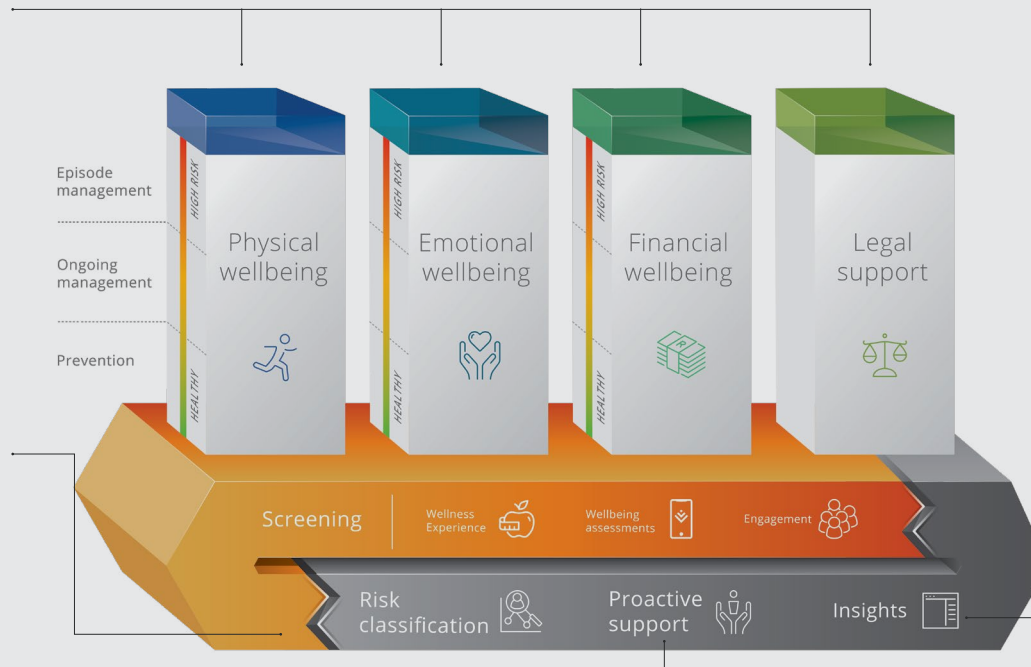 Episode
management
Ongoing
management
Prevention
HIGH RISK
HEALTHY
Physical
wellbeing
HIGH RISK
HEALTHY
Emotional
wellbeing
HIGH RISK
HEALTHY
Financial
wellbeing
R
Legal
support
Screening
Wellness
Experience
Wellbeing
assessments
Engagement
Risk
classification
Proactive
support
Insights